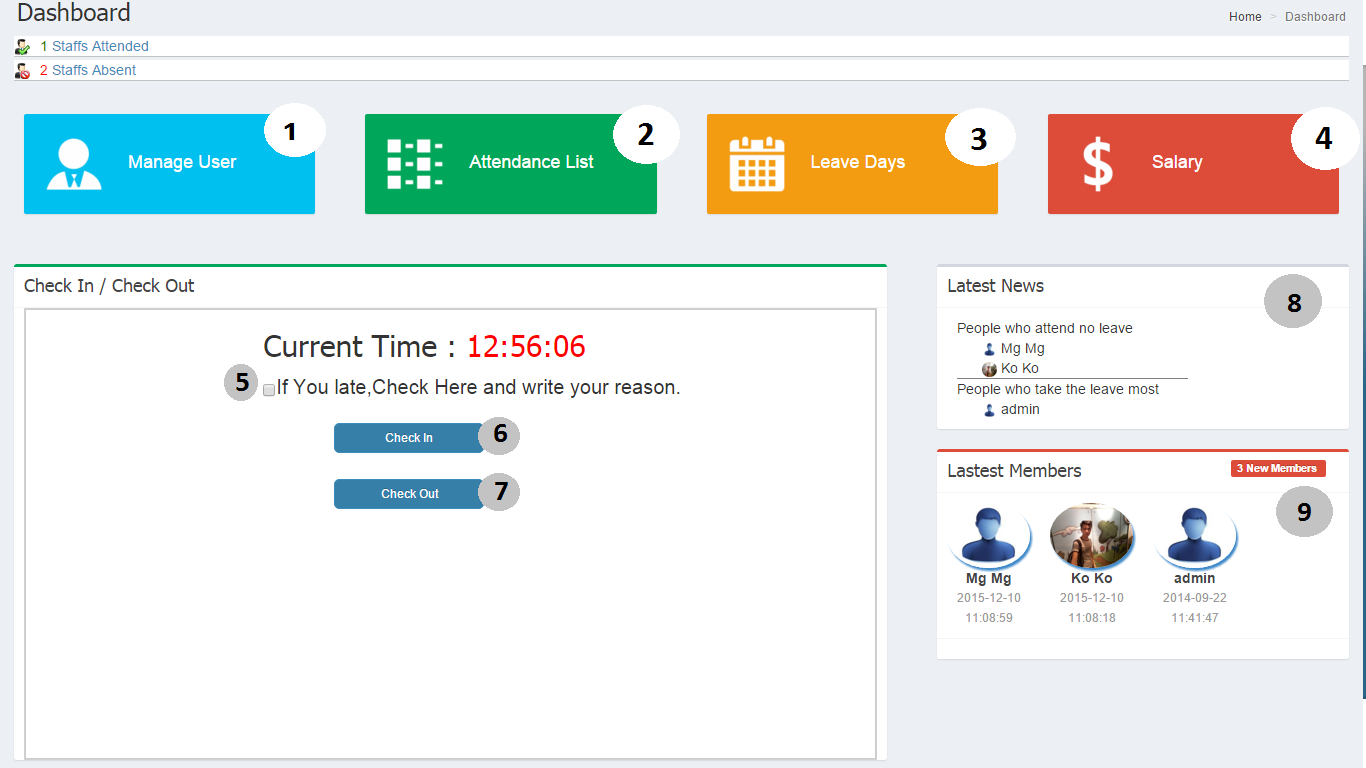 Dashboard
Home > Dashboard
1 Staffs Attended
2 Staffs Absent
1
Manage User
2
Attendance List
3
Leave Days
4
$ Salary
Check In / Check Out
Current Time : 12:56:06
5 If You late,Check Here and write your reason.
Check In 6
Check Out 7
Latest News
8
People who attend no leave
Mg Mg
Ko Ko
People who take the leave most
admin
Lastest Members
3 New Members
9
Mg Mg Ko Ko admin
2015-12-10 2015-12-10 2014-09-22
11:08:59 11:08:18 11:41:47